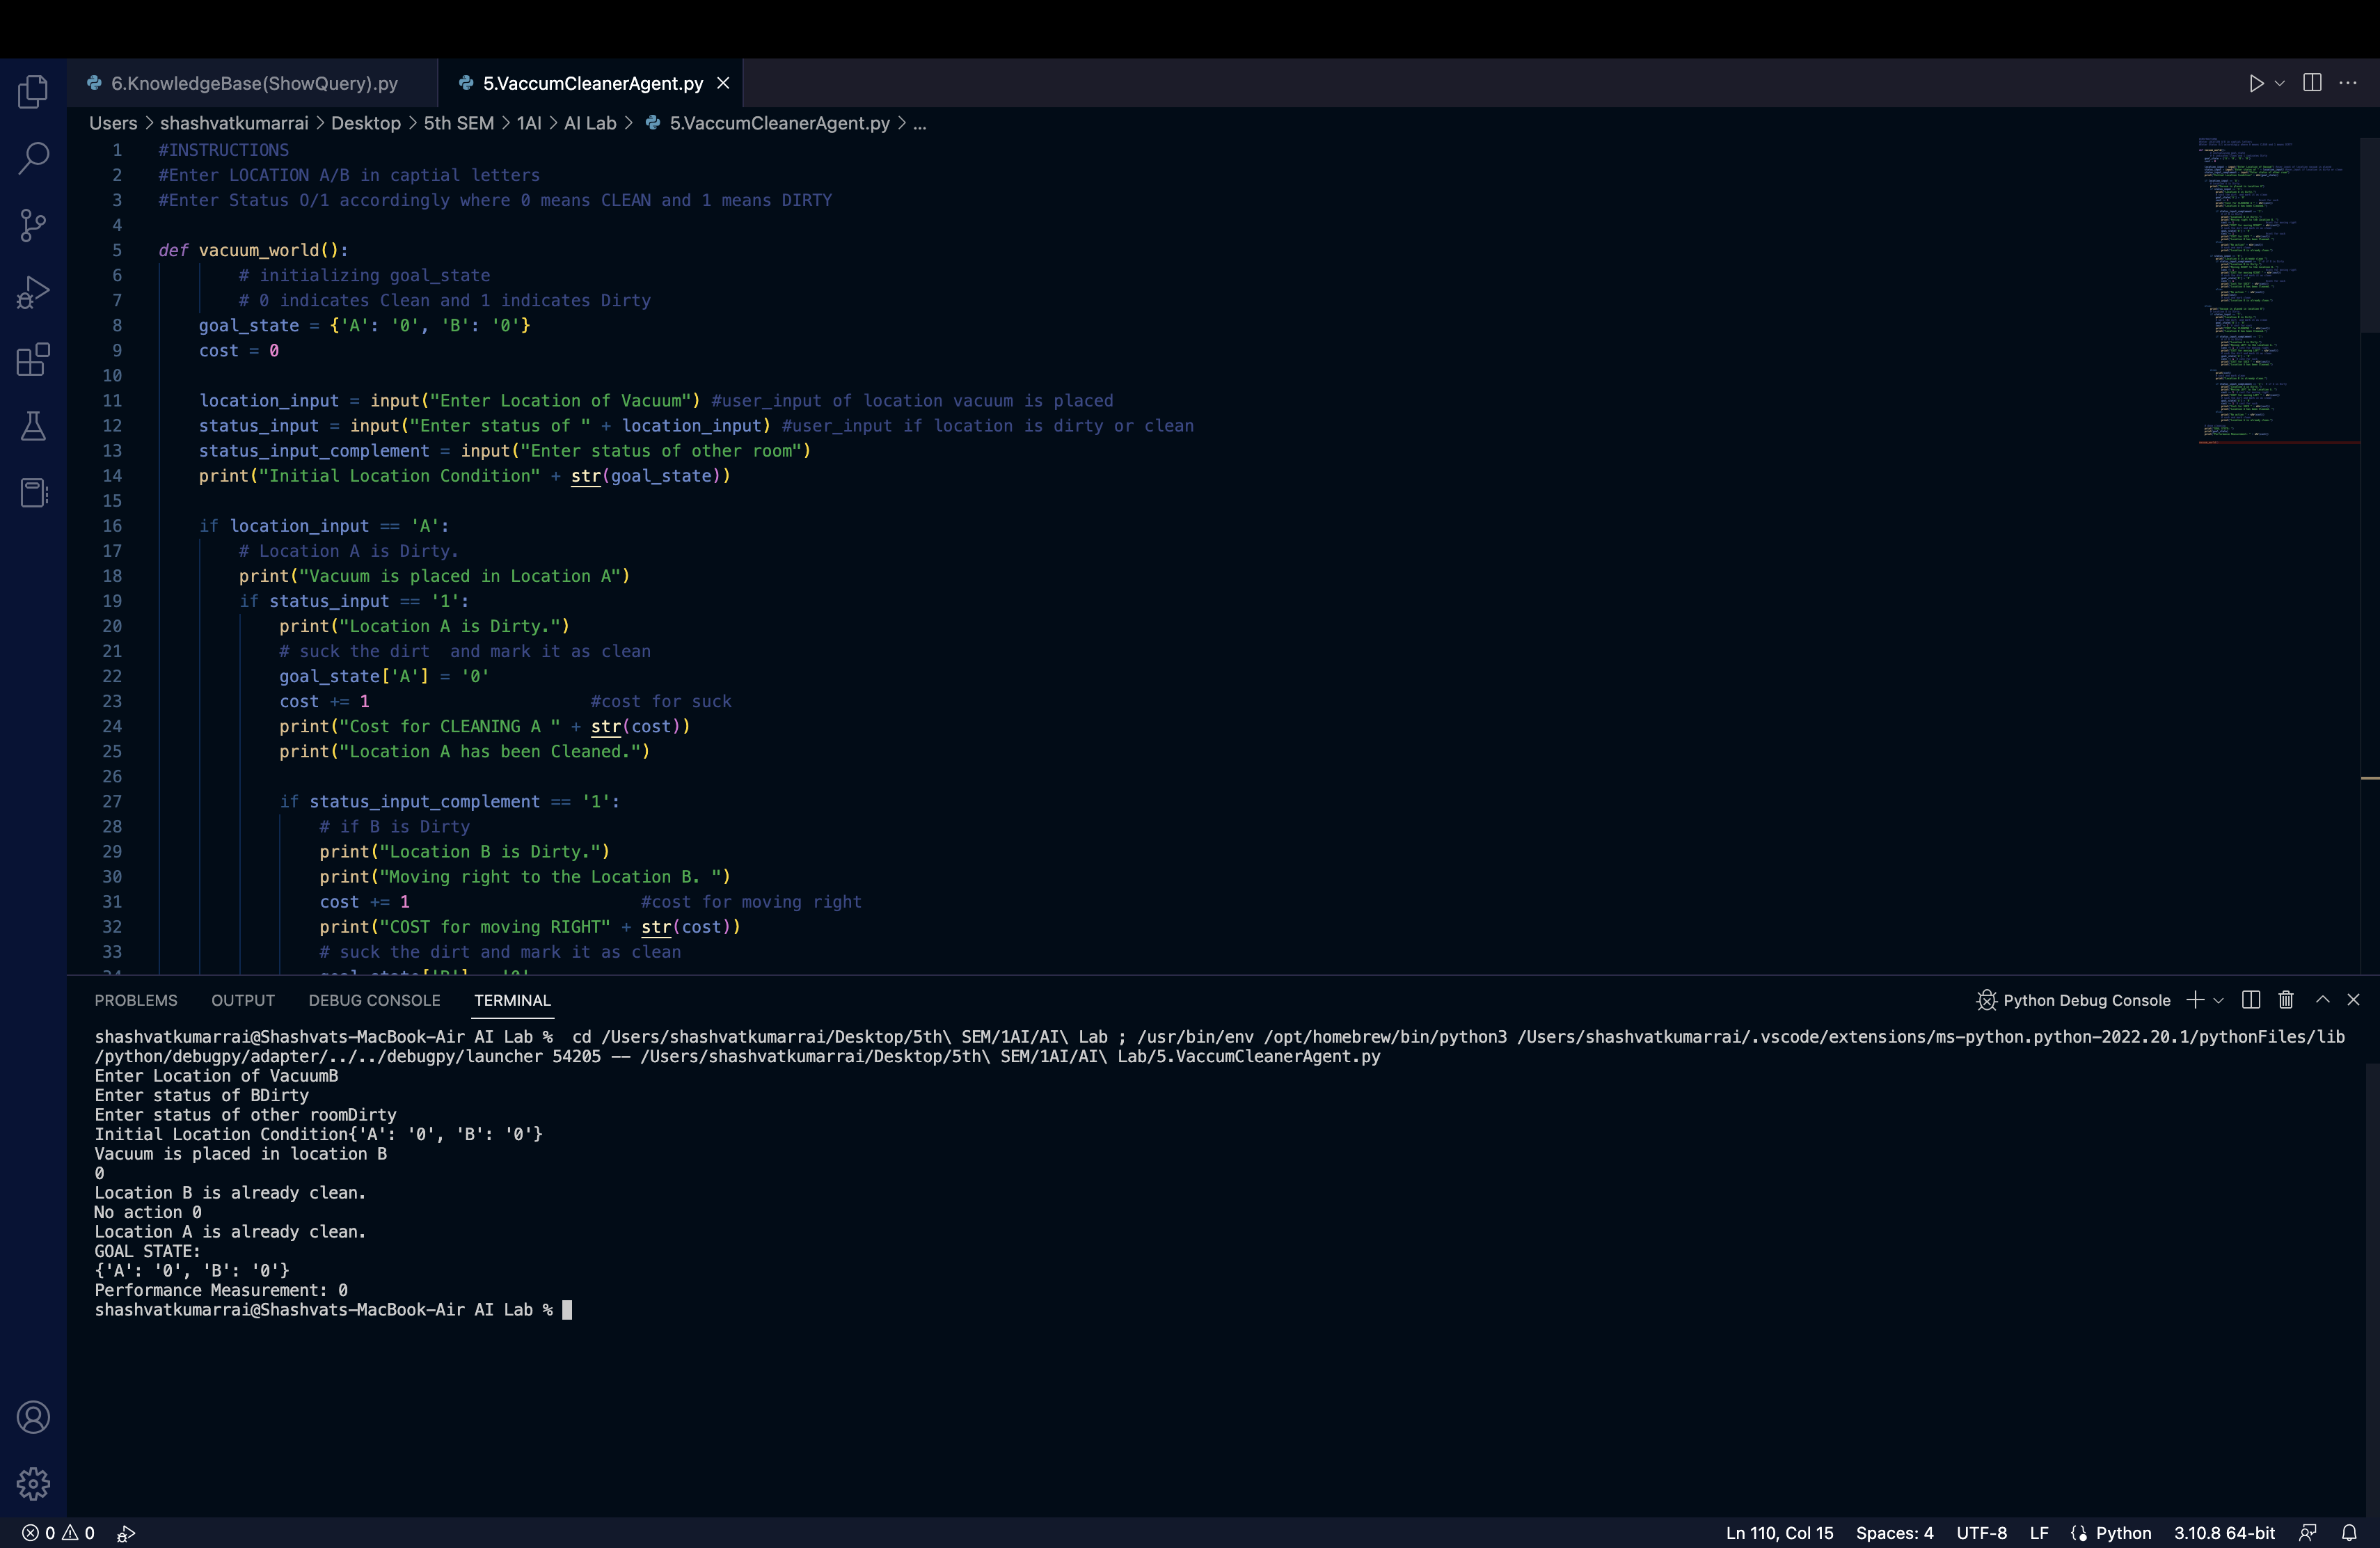 6.KnowledgeBase(ShowQuery).py
5.VaccumCleanerAgent.py
Users > shashvatkumarrai > Desktop > 5th SEM > 1AI > AI Lab > 5.VaccumCleanerAgent.py > ...
1 #INSTRUCTIONS
2 #Enter LOCATION A/B in captial letters
3 #Enter Status O/1 accordingly where 0 means CLEAN and 1 means DIRTY
4
5 def vacuum_world():
6         # initializing goal_state
7         # 0 indicates Clean and 1 indicates Dirty
8     goal_state = {'A': '0', 'B': '0'}
9     cost = 0
10
11     location_input = input("Enter Location of Vacuum") #user_input of location vacuum is placed
12     status_input = input("Enter status of " + location_input) #user_input if location is dirty or clean
13     status_input_complement = input("Enter status of other room")
14     print("Initial Location Condition" + str(goal_state))
15
16     if location_input == 'A':
17         # Location A is Dirty.
18         print("Vacuum is placed in Location A")
19         if status_input == '1':
20             print("Location A is Dirty.")
21             # suck the dirt  and mark it as clean
22             goal_state['A'] = '0'
23             cost += 1                      #cost for suck
24             print("Cost for CLEANING A " + str(cost))
25             print("Location A has been Cleaned.")
26
27             if status_input_complement == '1':
28                 # if B is Dirty
29                 print("Location B is Dirty.")
30                 print("Moving right to the Location B. ")
31                 cost += 1                       #cost for moving right
32                 print("COST for moving RIGHT" + str(cost))
33                 # suck the dirt and mark it as clean
PROBLEMS OUTPUT DEBUG CONSOLE TERMINAL Python Debug Console
shashvatkumarrai@Shashvats-MacBook-Air AI Lab %  cd /Users/shashvatkumarrai/Desktop/5th\ SEM/1AI/AI\ Lab ; /usr/bin/env /opt/homebrew/bin/python3 /Users/shashvatkumarrai/.vscode/extensions/ms-python.python-2022.20.1/pythonFiles/lib
/python/debugpy/adapter/../../debugpy/launcher 54205 -- /Users/shashvatkumarrai/Desktop/5th\ SEM/1AI/AI\ Lab/5.VaccumCleanerAgent.py
Enter Location of VacuumB
Enter status of BDirty
Enter status of other roomDirty
Initial Location Condition{'A': '0', 'B': '0'}
Vacuum is placed in location B
0
Location B is already clean.
No action 0
Location A is already clean.
GOAL STATE:
{'A': '0', 'B': '0'}
Performance Measurement: 0
shashvatkumarrai@Shashvats-MacBook-Air AI Lab %
0 0 Ln 110, Col 15 Spaces: 4 UTF-8 LF Python 3.10.8 64-bit